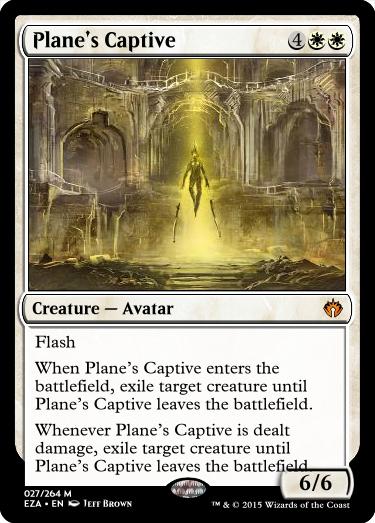 Plane's Captive 4
Creature — Avatar
Flash
When Plane's Captive enters the
battlefield, exile target creature until
Plane's Captive leaves the battlefield.
Whenever Plane's Captive is dealt
damage, exile target creature until
Plane's Captive leaves the battlefield.
6/6
027/264 M
EZA • EN Jeff Brown
™ & © 2015 Wizards of the Coast